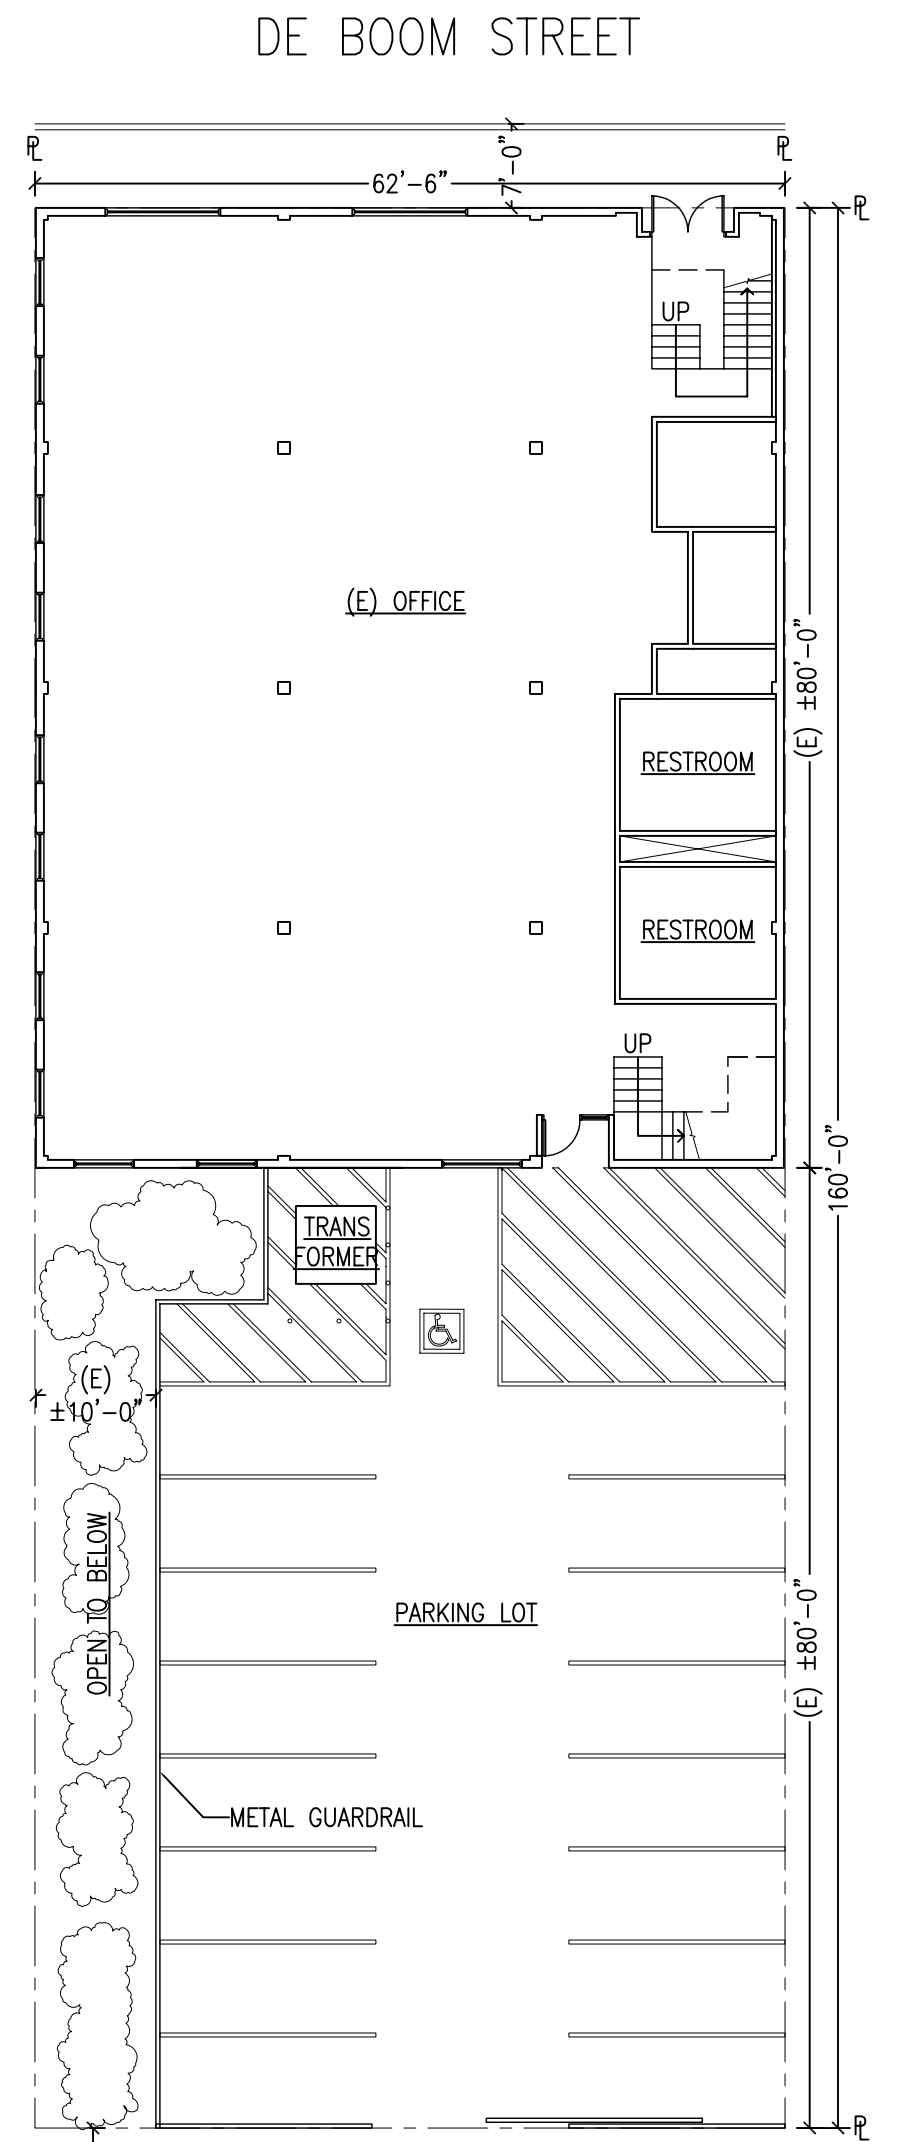 DE BOOM STREET
7'-0"
PL
PL
62'-6"
PL
UP
(E) OFFICE
(E) ±80'-0"
RESTROOM
RESTROOM
UP
160'-0"
TRANS
FORMER
(E)
±10'-0"
OPEN TO BELOW
PARKING LOT
(E) ±80'-0"
METAL GUARDRAIL
PL